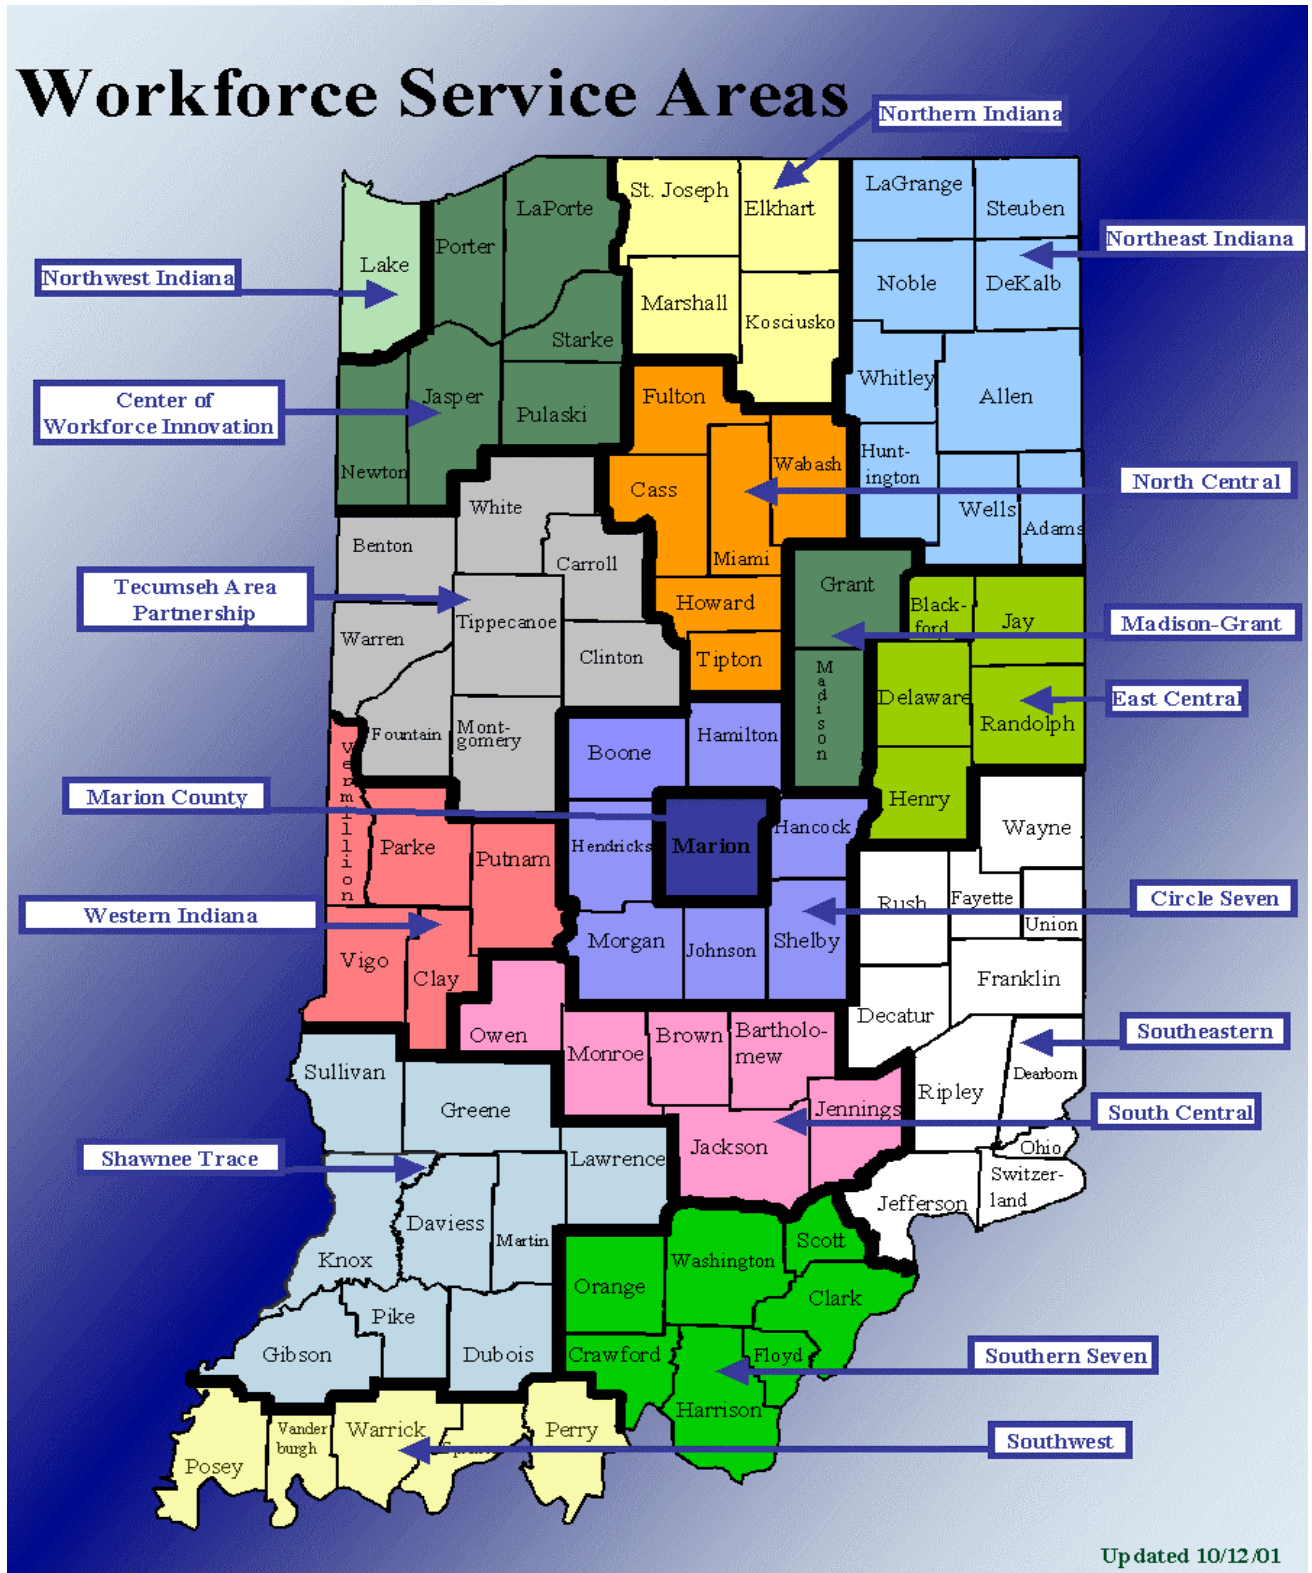 Workforce Service Areas
Northern Indiana
LaGrange
St. Joseph
LaPorte
Elkhart
Steuben
Porter
Northeast Indiana
Lake
Northwest Indiana
Noble
DeKalb
Marshall
Kosciusko
Starke
Whitley
Fulton
Jasper
Allen
Center of
Workforce Innovation
Pulaski
Hunt-
ington
Wabash
Newton
Cass
North Central
White
Wells
Adams
Benton
Miami
Carroll
Grant
Tecumseh Area
Partnership
Howard
Black-
ford
Jay
Tippecanoe
Madison-Grant
Warren
Clinton
Tipton
Madison
Delaware
East Central
Randolph
Fountain
Mont-
gomery
Hamilton
Boone
Vermillion
Marion County
Henry
Hancock
Wayne
Parke
Putnam
Hendricks
Marion
Rush
Fayette
Circle Seven
Western Indiana
Union
Morgan
Johnson
Shelby
Vigo
Clay
Franklin
Decatur
Owen
Monroe
Brown
Bartholo-
mew
Southeastern
Sullivan
Dearborn
Ripley
Greene
Jennings
South Central
Jackson
Ohio
Shawnee Trace
Lawrence
Switzer-
land
Jefferson
Daviess
Martin
Scott
Knox
Washington
Orange
Clark
Pike
Gibson
Dubois
Crawford
Floyd
Southern Seven
Harrison
Vander
burgh
Warrick
Perry
Southwest
Posey
Updated 10/12/01